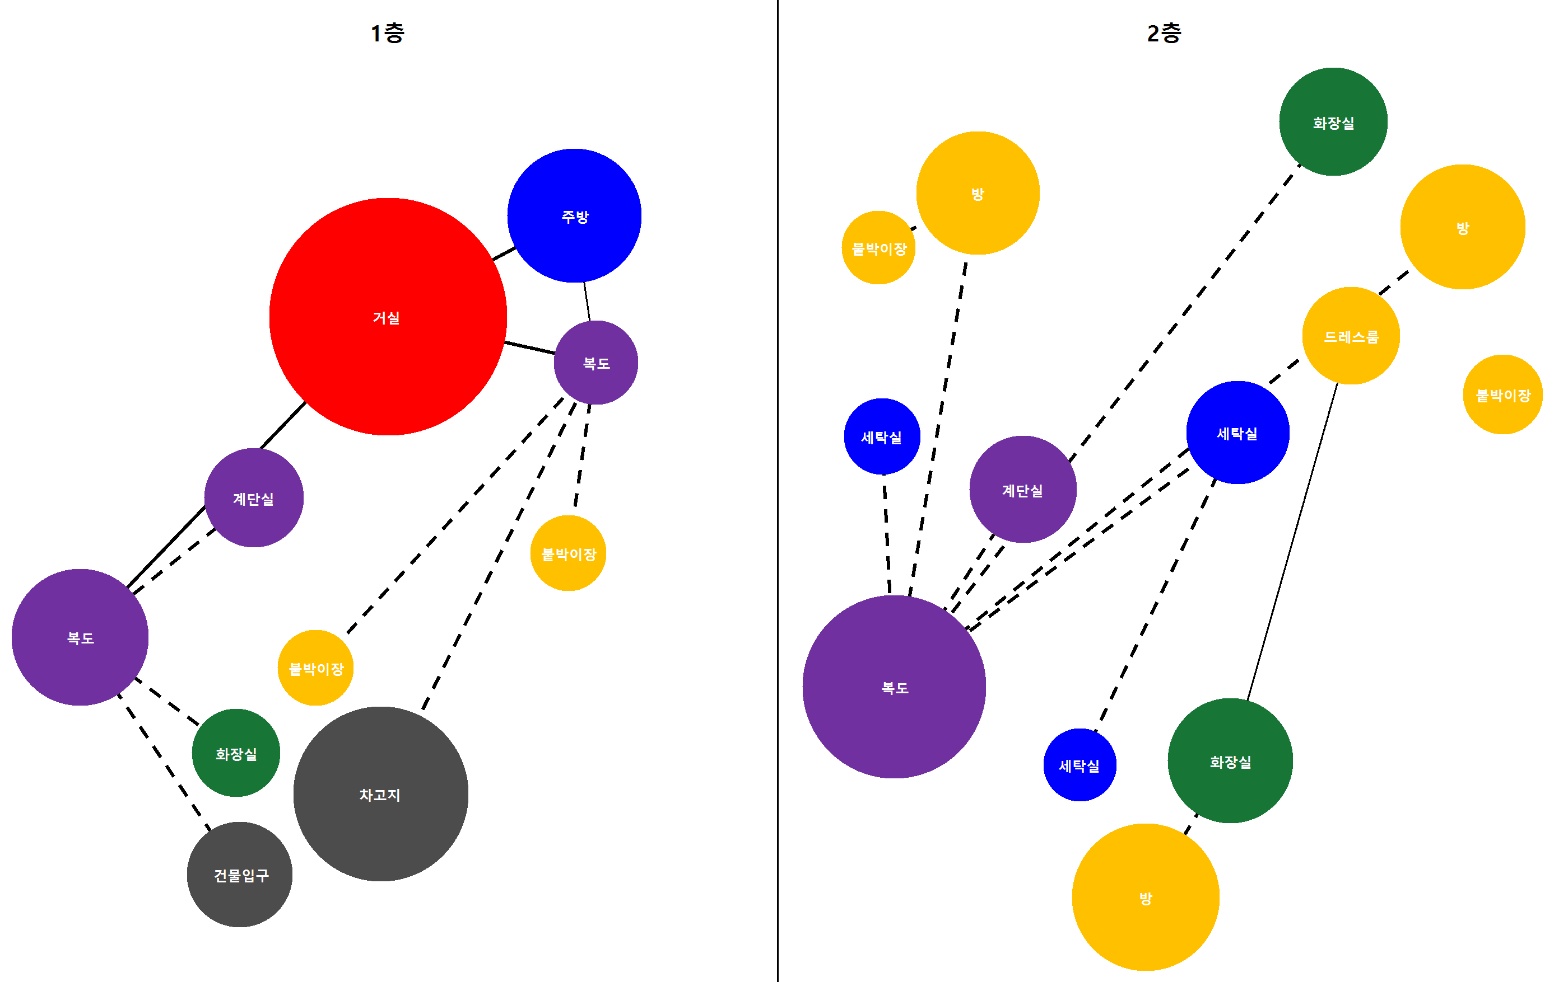 1층
주방
거실
복도
계단실
붙박이장
복도
붙박이장
화장실
차고지
건물입구
2층
화장실
방
방
붙박이장
드레스룸
붙박이장
세탁실
세탁실
계단실
복도
세탁실
화장실
방